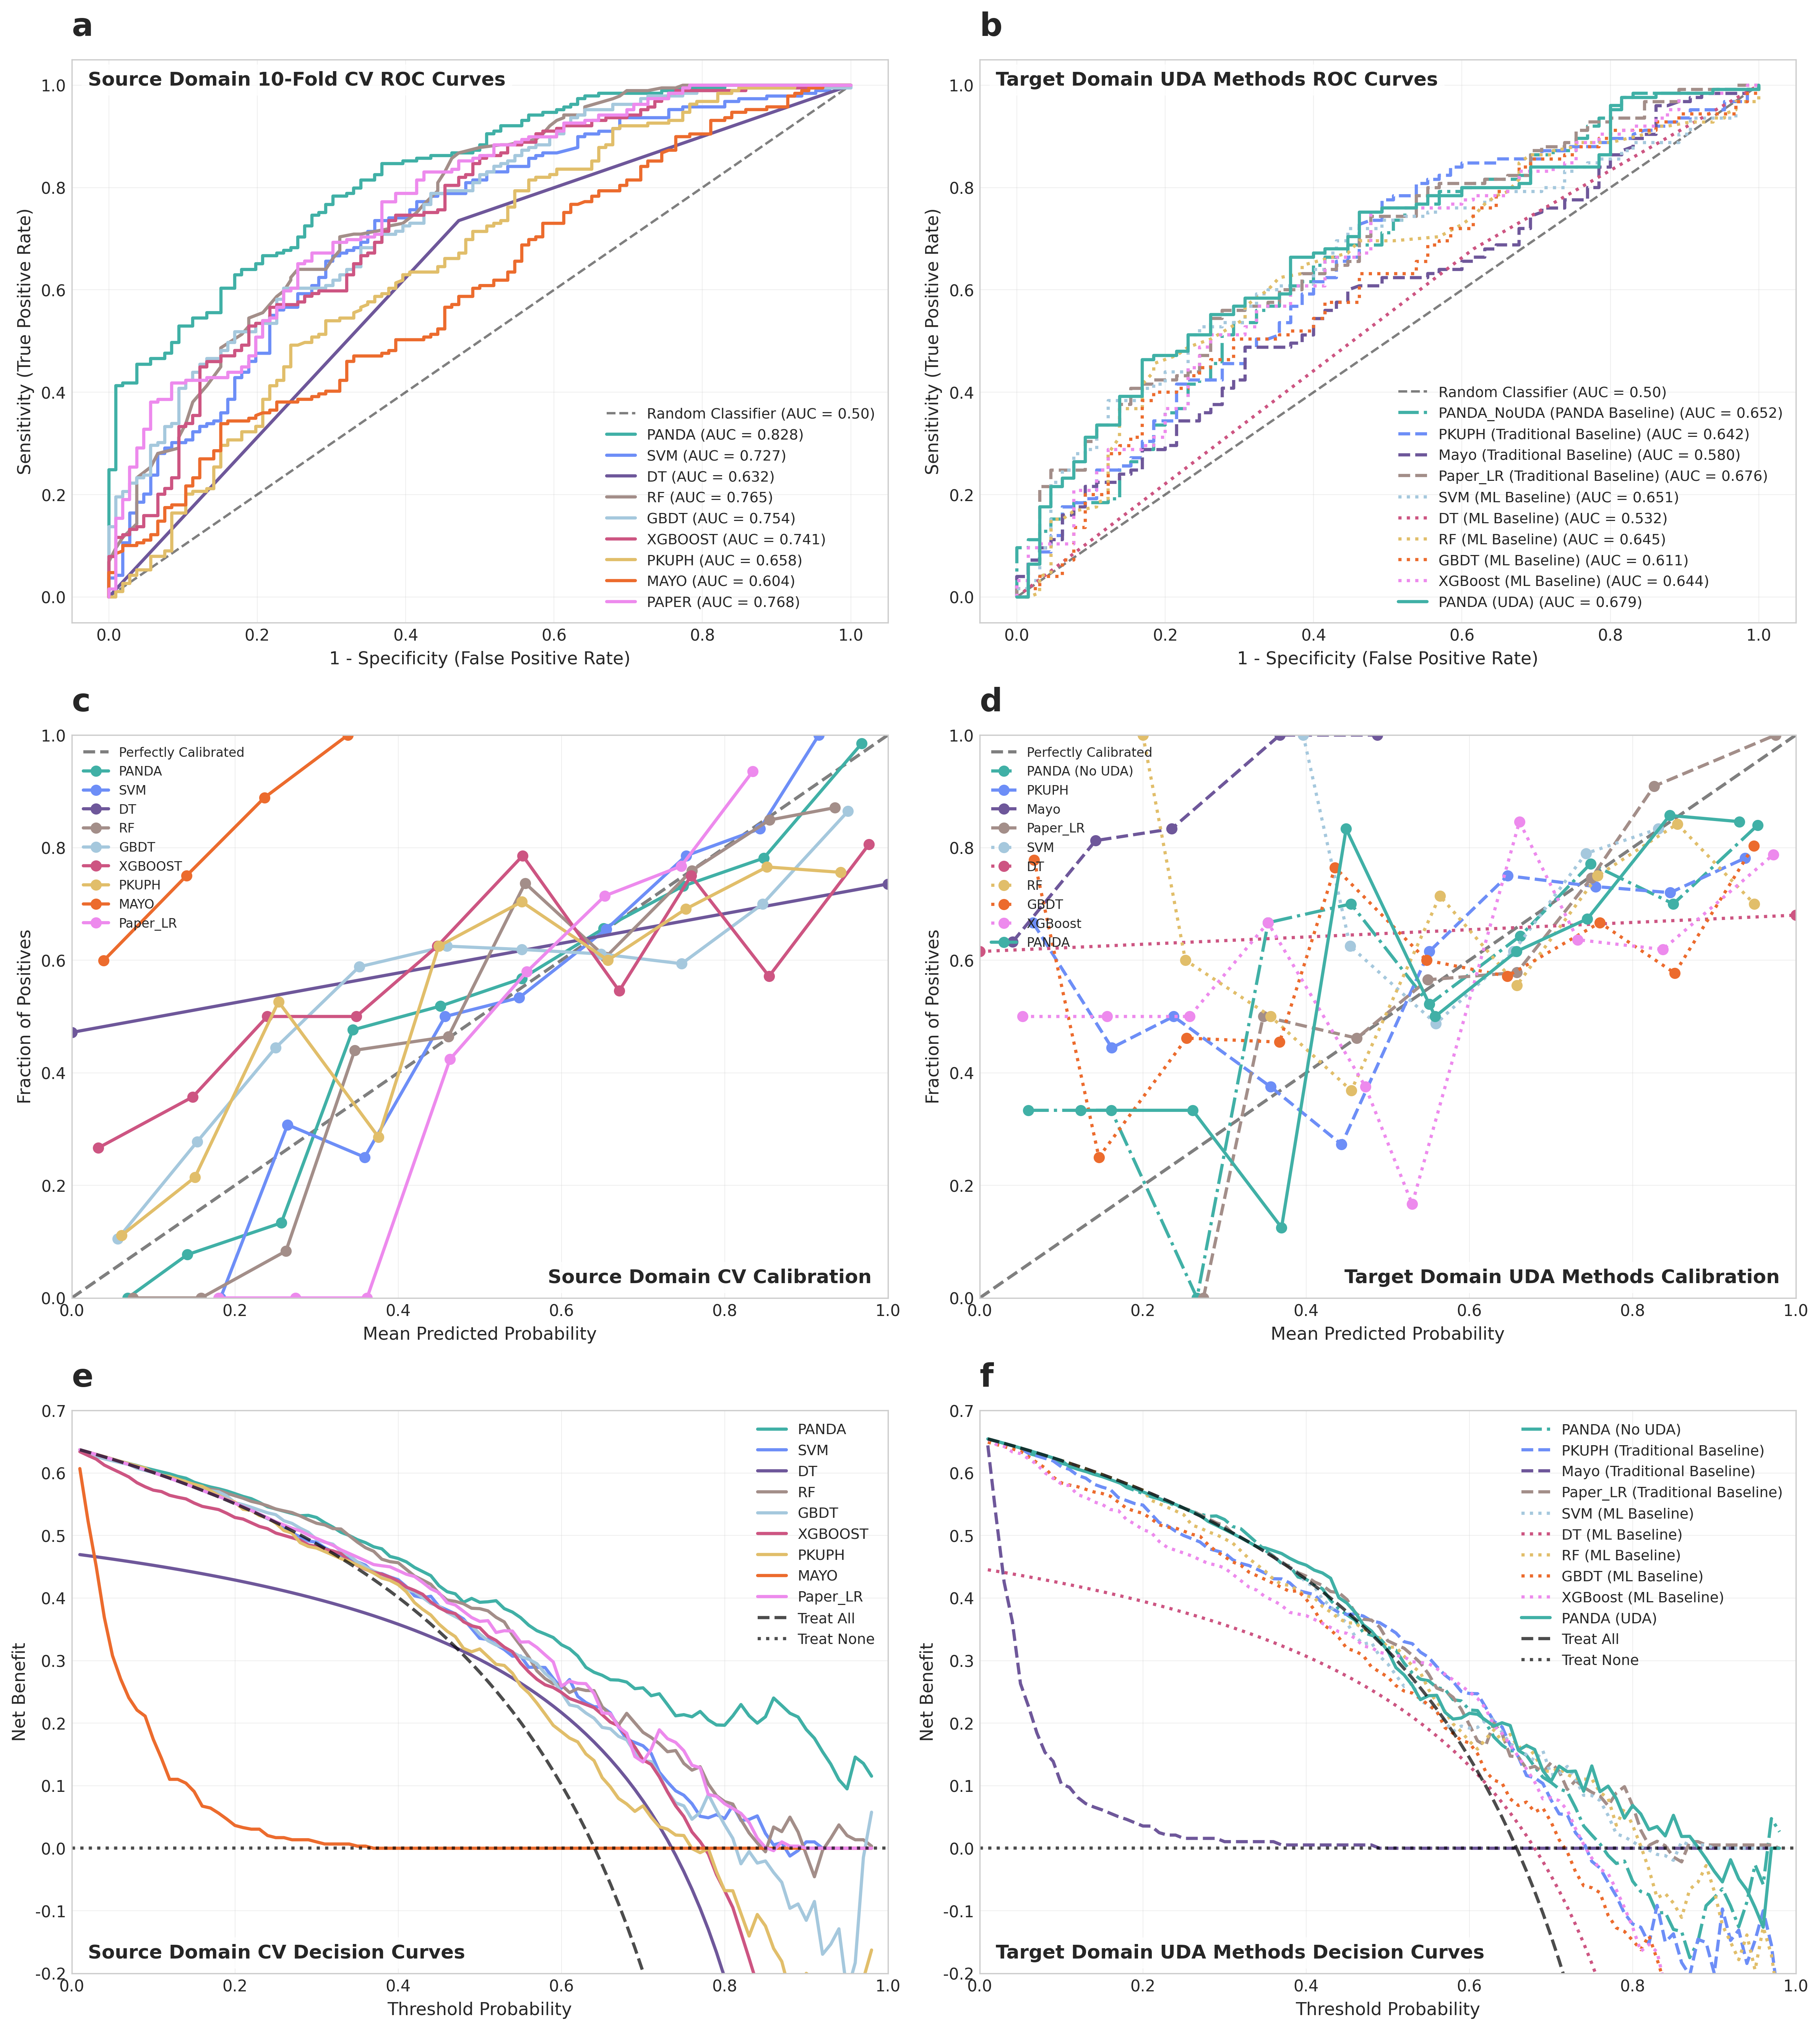 a
Source Domain 10-Fold CV ROC Curves
Sensitivity (True Positive Rate)
1.0
0.8
0.6
0.4
0.2
0.0
Random Classifier (AUC = 0.50)
PANDA (AUC = 0.828)
SVM (AUC = 0.727)
DT (AUC = 0.632)
RF (AUC = 0.765)
GBDT (AUC = 0.754)
XGBOOST (AUC = 0.741)
PKUPH (AUC = 0.658)
MAYO (AUC = 0.604)
PAPER (AUC = 0.768)
0.0 0.2 0.4 0.6 0.8 1.0
1 - Specificity (False Positive Rate)
b
Target Domain UDA Methods ROC Curves
Sensitivity (True Positive Rate)
1.0
0.8
0.6
0.4
0.2
0.0
Random Classifier (AUC = 0.50)
PANDA_NoUDA (PANDA Baseline) (AUC = 0.652)
PKUPH (Traditional Baseline) (AUC = 0.642)
Mayo (Traditional Baseline) (AUC = 0.580)
Paper_LR (Traditional Baseline) (AUC = 0.676)
SVM (ML Baseline) (AUC = 0.651)
DT (ML Baseline) (AUC = 0.532)
RF (ML Baseline) (AUC = 0.645)
GBDT (ML Baseline) (AUC = 0.611)
XGBoost (ML Baseline) (AUC = 0.644)
PANDA (UDA) (AUC = 0.679)
0.0 0.2 0.4 0.6 0.8 1.0
1 - Specificity (False Positive Rate)
c
Fraction of Positives
1.0
0.8
0.6
0.4
0.2
0.0
Perfectly Calibrated
PANDA
SVM
DT
RF
GBDT
XGBOOST
PKUPH
MAYO
Paper_LR
Source Domain CV Calibration
0.0 0.2 0.4 0.6 0.8 1.0
Mean Predicted Probability
d
Fraction of Positives
1.0
0.8
0.6
0.4
0.2
0.0
Perfectly Calibrated
PANDA (No UDA)
PKUPH
Mayo
Paper_LR
SVM
DT
RF
GBDT
XGBoost
PANDA
Target Domain UDA Methods Calibration
0.0 0.2 0.4 0.6 0.8 1.0
Mean Predicted Probability
e
Net Benefit
0.7
0.6
0.5
0.4
0.3
0.2
0.1
0.0
-0.1
-0.2
PANDA
SVM
DT
RF
GBDT
XGBOOST
PKUPH
MAYO
Paper_LR
Treat All
Treat None
Source Domain CV Decision Curves
0.0 0.2 0.4 0.6 0.8 1.0
Threshold Probability
f
Net Benefit
0.7
0.6
0.5
0.4
0.3
0.2
0.1
0.0
-0.1
-0.2
PANDA (No UDA)
PKUPH (Traditional Baseline)
Mayo (Traditional Baseline)
Paper_LR (Traditional Baseline)
SVM (ML Baseline)
DT (ML Baseline)
RF (ML Baseline)
GBDT (ML Baseline)
XGBoost (ML Baseline)
PANDA (UDA)
Treat All
Treat None
Target Domain UDA Methods Decision Curves
0.0 0.2 0.4 0.6 0.8 1.0
Threshold Probability